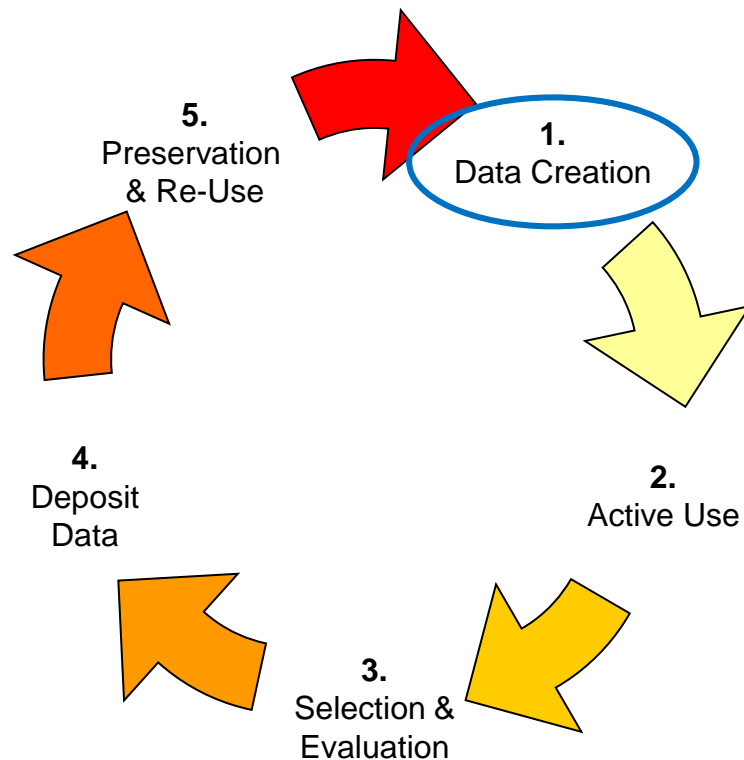 1.
Data Creation
2.
Active Use
3.
Selection &
Evaluation
4.
Deposit
Data
5.
Preservation
& Re-Use